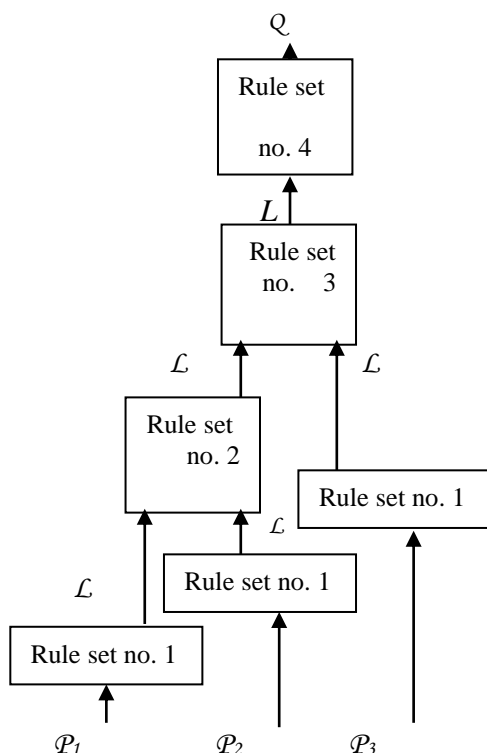 Q
Rule set
no. 4
L
Rule set
no. 3
ℒ ℒ
Rule set
no. 2
Rule set no. 1
ℒ
Rule set no. 1
ℒ
Rule set no. 1
𝒫1 𝒫2 𝒫3